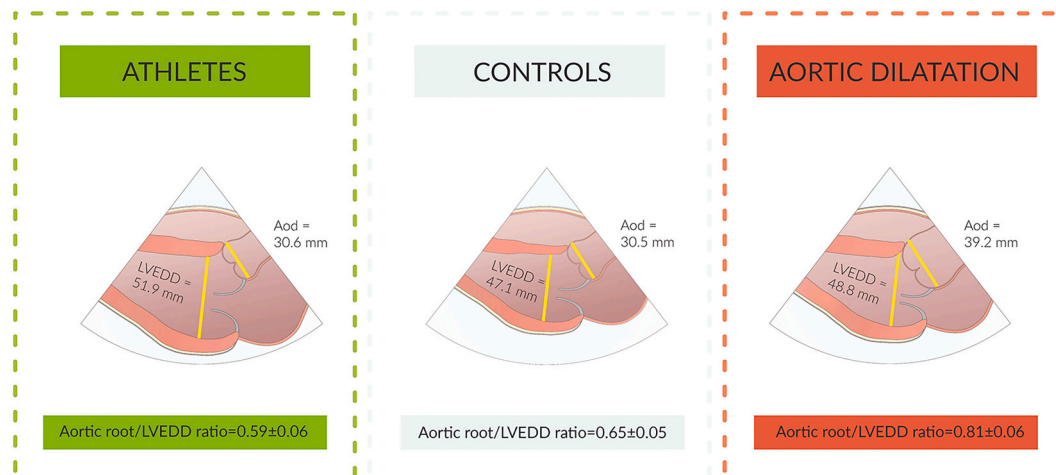 ATHLETES
Aod =
30.6 mm
LVEDD =
51.9 mm
Aortic root/LVEDD ratio=0.59±0.06
CONTROLS
Aod =
30.5 mm
LVEDD =
47.1 mm
Aortic root/LVEDD ratio=0.65±0.05
AORTIC DILATATION
Aod =
39.2 mm
LVEDD =
48.8 mm
Aortic root/LVEDD ratio=0.81±0.06